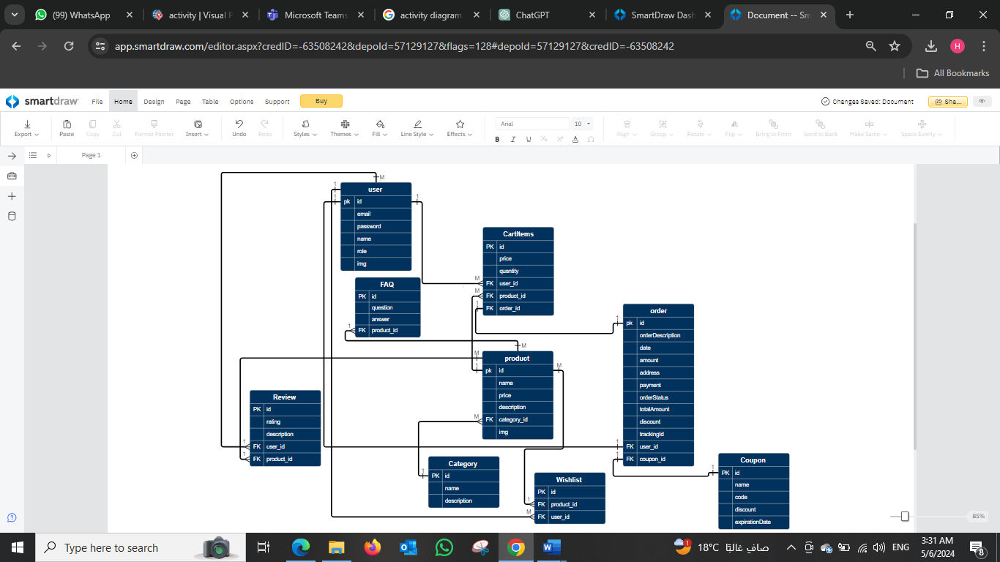 (99) WhatsApp
activity | Visual P
Microsoft Teams
activity diagram
ChatGPT
SmartDraw Dash
Document -- Sm
app.smartdraw.com/editor.aspx?credID=-63508242&depoId=57129127&flags=128#depoId=57129127&credID=-63508242
H
All Bookmarks
smartdraw
File Home Design Page Table Options Support Buy
Changes Saved: Document
Sha...
Export Paste Copy Cut Format Painter Insert Undo Redo Styles Themes Fill Line Style Effects
Arial 10
B I U X₂ X² A Ω
Align Group Rotate Flip Bring to Front Send to Back Make Same Space Evenly
Page 1
user
pk id
email
password
name
role
img
CartItems
PK id
price
quantity
FK user_id
FK product_id
FK order_id
FAQ
PK id
question
answer
FK product_id
order
pk id
orderDescription
date
amount
address
payment
orderStatus
totalAmount
discount
trackingId
FK user_id
FK coupon_id
product
pk id
name
price
description
FK category_id
img
Review
PK id
rating
description
FK user_id
FK product_id
Category
PK id
name
description
Wishlist
PK id
FK product_id
FK user_id
Coupon
PK id
name
code
discount
expirationDate
M
1
1
1
M
M
1
1
1
M
M
1
M
M
1
1
1
1
1
1
1
M
85%
Type here to search
1
18°C صافٍ غالبًا
ENG
3:31 AM
5/6/2024
8